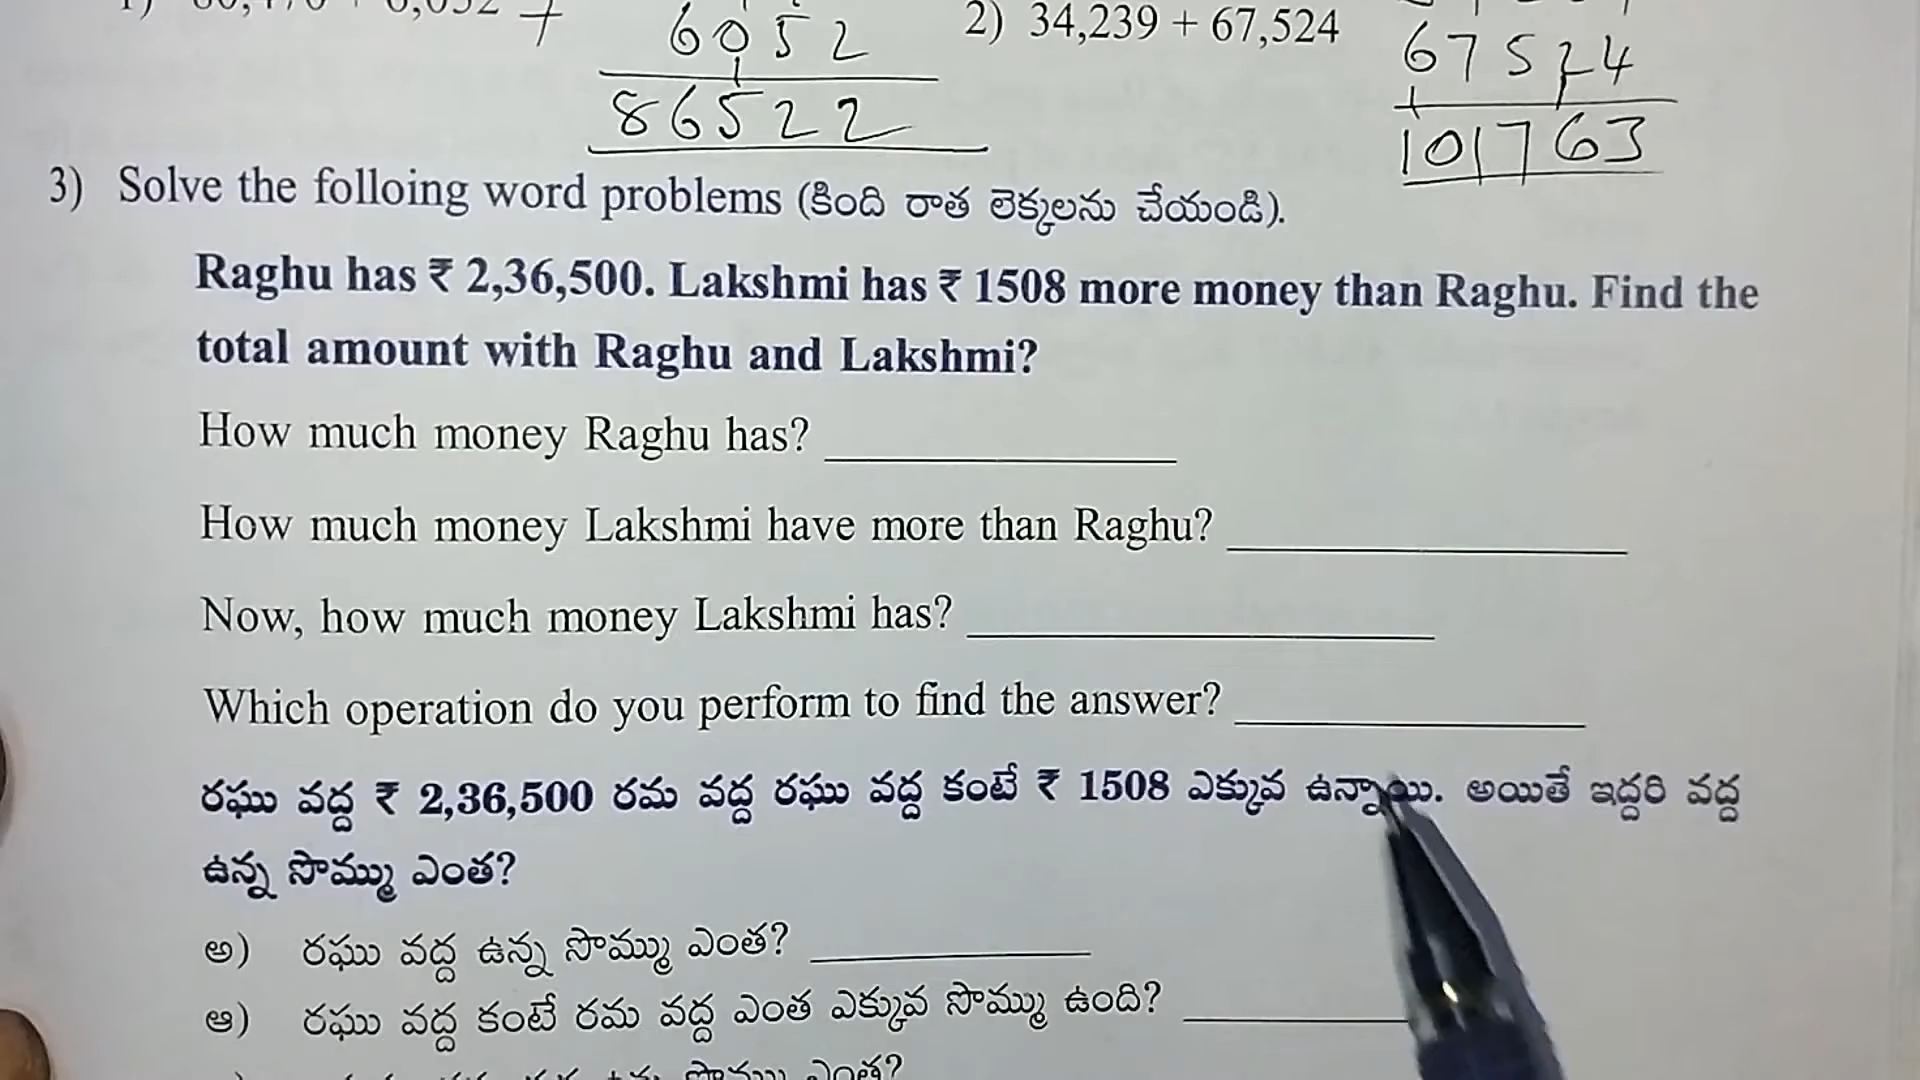 6052
2) 34,239 + 67,524
67524
86522
101763
3) Solve the folloing word problems (కింది రాత లెక్కలను చేయండి).
Raghu has ₹ 2,36,500. Lakshmi has ₹ 1508 more money than Raghu. Find the
total amount with Raghu and Lakshmi?
How much money Raghu has?
How much money Lakshmi have more than Raghu?
Now, how much money Lakshmi has?
Which operation do you perform to find the answer?
రఘు వద్ద ₹ 2,36,500 రమ వద్ద రఘు వద్ద కంటే ₹ 1508 ఎక్కువ ఉన్నాయి. అయితే ఇద్దరి వద్ద
ఉన్న సొమ్ము ఎంత?
అ) రఘు వద్ద ఉన్న సొమ్ము ఎంత?
ఆ) రఘు వద్ద కంటే రమ వద్ద ఎంత ఎక్కువ సొమ్ము ఉంది?